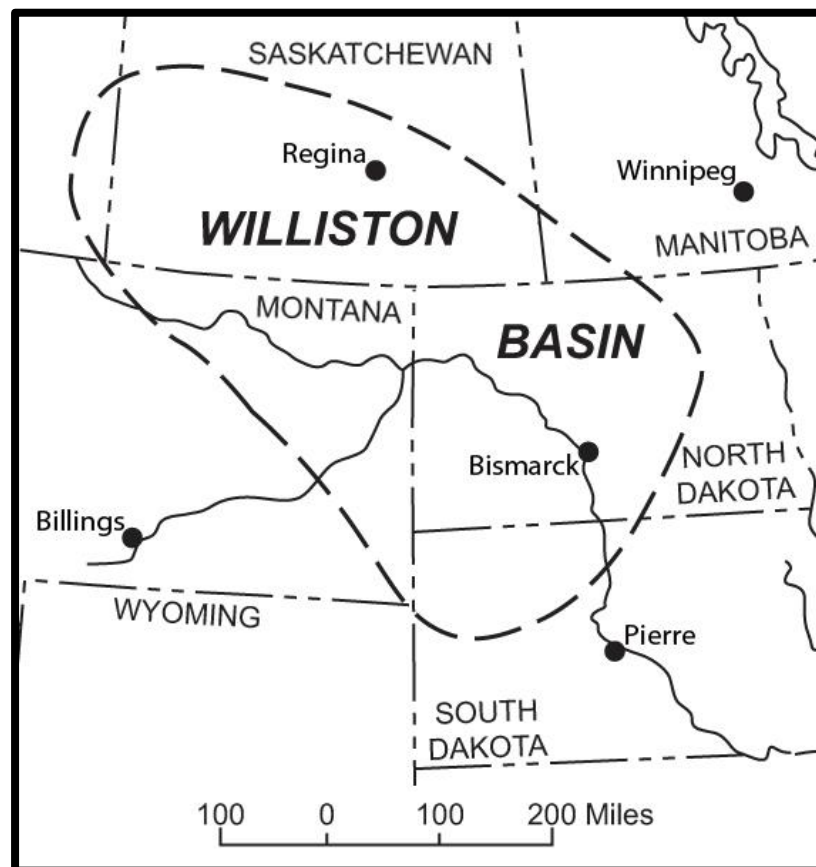 SASKATCHEWAN
Regina
Winnipeg
WILLISTON
MANITOBA
MONTANA
BASIN
Bismarck
NORTH
DAKOTA
Billings
WYOMING
Pierre
SOUTH
DAKOTA
100 0 100 200 Miles